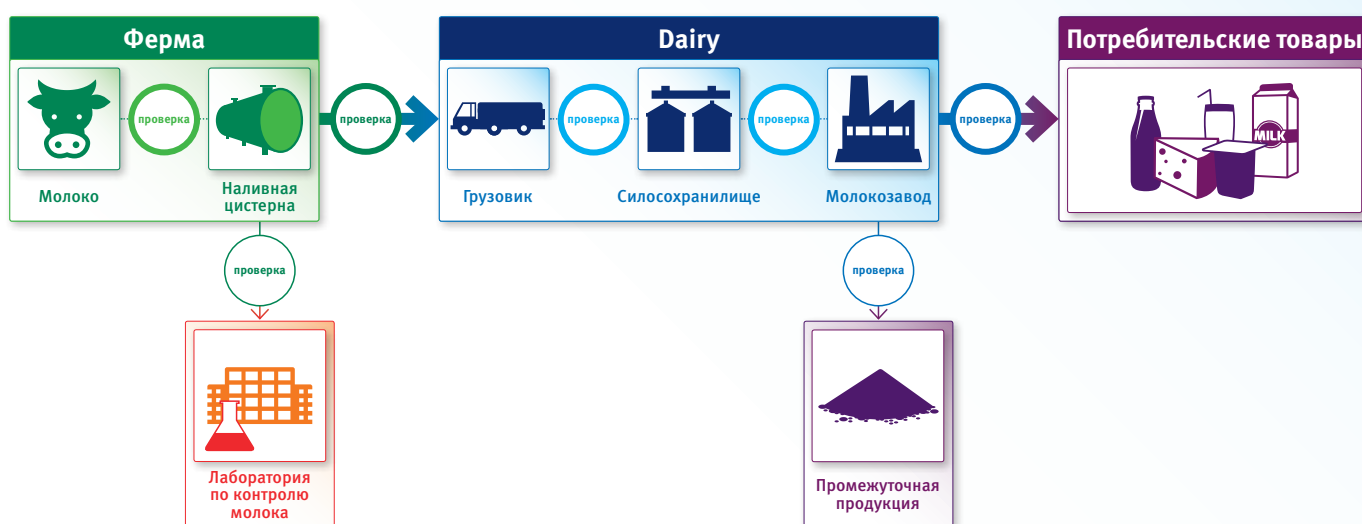 Ферма
Dairy
Потребительские товары
проверка
проверка
проверка
проверка
проверка
MILK
Молоко
Наливная
цистерна
Грузовик
Силосохранилище
Молокозавод
проверка
проверка
Лаборатория
по контролю
молока
Промежуточная
продукция